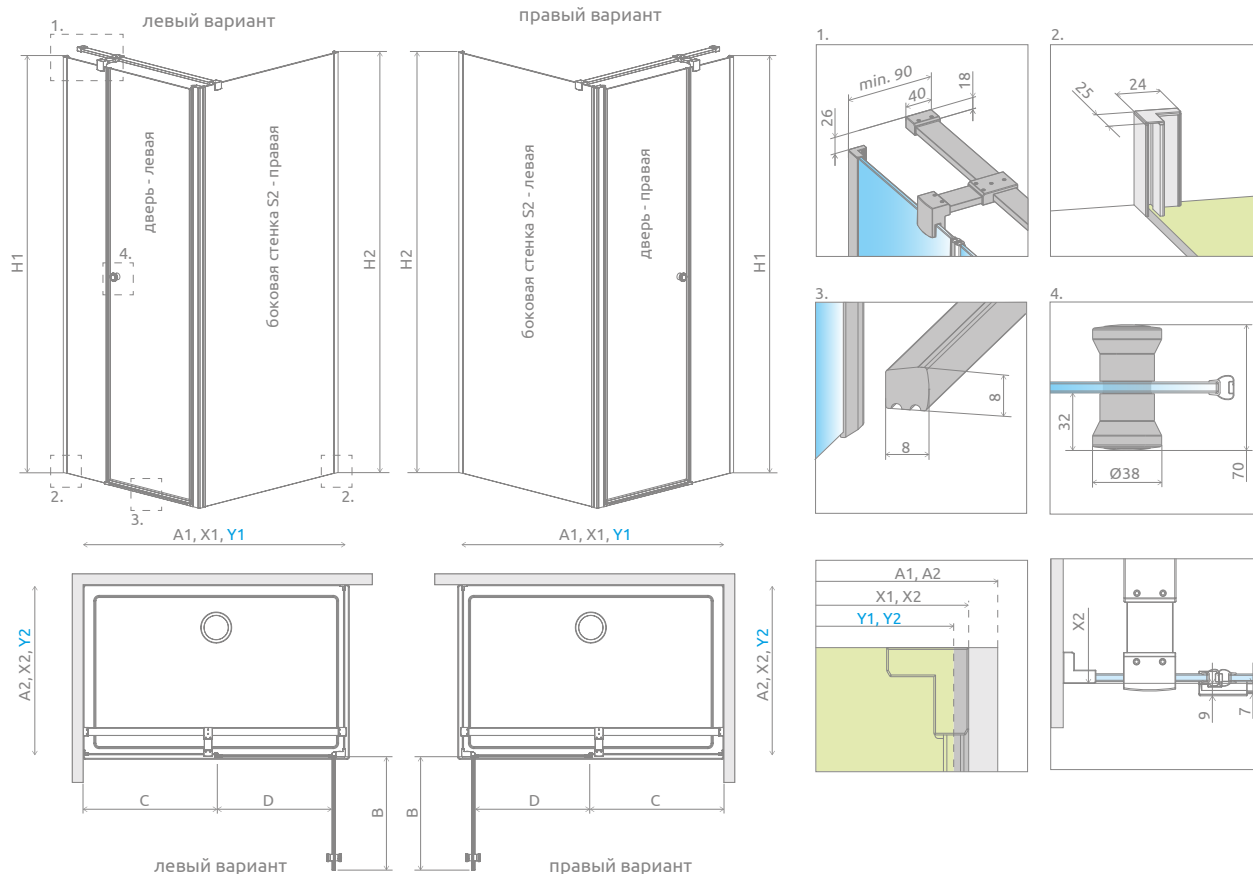 левый вариант
правый вариант
1.
H1
дверь - левая
4.
боковая стенка S2 - правая
H2
2.
3.
2.
H2
боковая стенка S2 - левая
дверь - правая
H1
1.
min. 90
40
18
26
2.
24
25
3.
8
8
4.
32
Ø38
70
A1, X1, Y1
A1, X1, Y1
A2, X2, Y2
C
D
B
левый вариант
B
D
C
A2, X2, Y2
правый вариант
A1, A2
X1, X2
Y1, Y2
X2
9
7